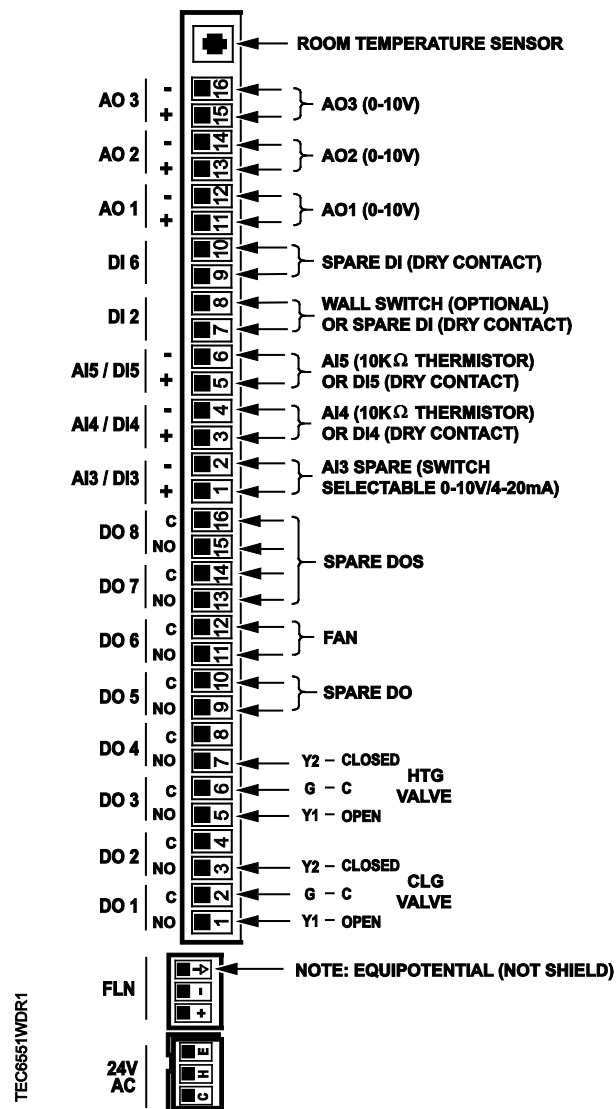 ROOM TEMPERATURE SENSOR
AO 3 - 16
+ 15 AO3 (0-10V)
AO 2 - 14
+ 13 AO2 (0-10V)
AO 1 - 12
+ 11 AO1 (0-10V)
DI 6 10
9 SPARE DI (DRY CONTACT)
DI 2 8 WALL SWITCH (OPTIONAL)
7 OR SPARE DI (DRY CONTACT)
AI5 / DI5 - 6 AI5 (10KΩ THERMISTOR)
+ 5 OR DI5 (DRY CONTACT)
AI4 / DI4 - 4 AI4 (10KΩ THERMISTOR)
+ 3 OR DI4 (DRY CONTACT)
AI3 / DI3 - 2 AI3 SPARE (SWITCH
+ 1 SELECTABLE 0-10V/4-20mA)
DO 8 C 16
NO 15
SPARE DOS
DO 7 C 14
NO 13
DO 6 C 12
NO 11 FAN
DO 5 C 10
NO 9 SPARE DO
DO 4 C 8
NO 7 Y2 – CLOSED
HTG
DO 3 C 6 G – C
VALVE
NO 5 Y1 – OPEN
DO 2 C 4
NO 3 Y2 – CLOSED
CLG
DO 1 C 2 G – C
VALVE
NO 1 Y1 – OPEN
NOTE: EQUIPOTENTIAL (NOT SHIELD)
FLN -
+
24V
AC
E
H
C
TEC6551WDR1